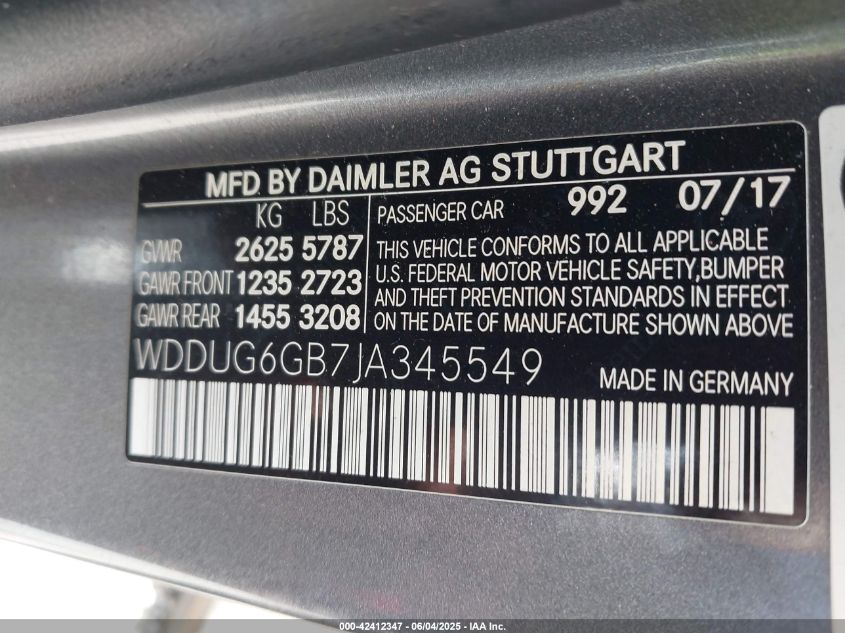 MFD BY DAIMLER AG STUTTGART
KG LBS
GVWR 2625 5787
GAWR FRONT 1235 2723
GAWR REAR 1455 3208
PASSENGER CAR 992 07/17
THIS VEHICLE CONFORMS TO ALL APPLICABLE
U.S. FEDERAL MOTOR VEHICLE SAFETY,BUMPER
AND THEFT PREVENTION STANDARDS IN EFFECT
ON THE DATE OF MANUFACTURE SHOWN ABOVE
WDDUG6GB7JA345549
MADE IN GERMANY
000-42412347 - 06/04/2025 - IAA Inc.